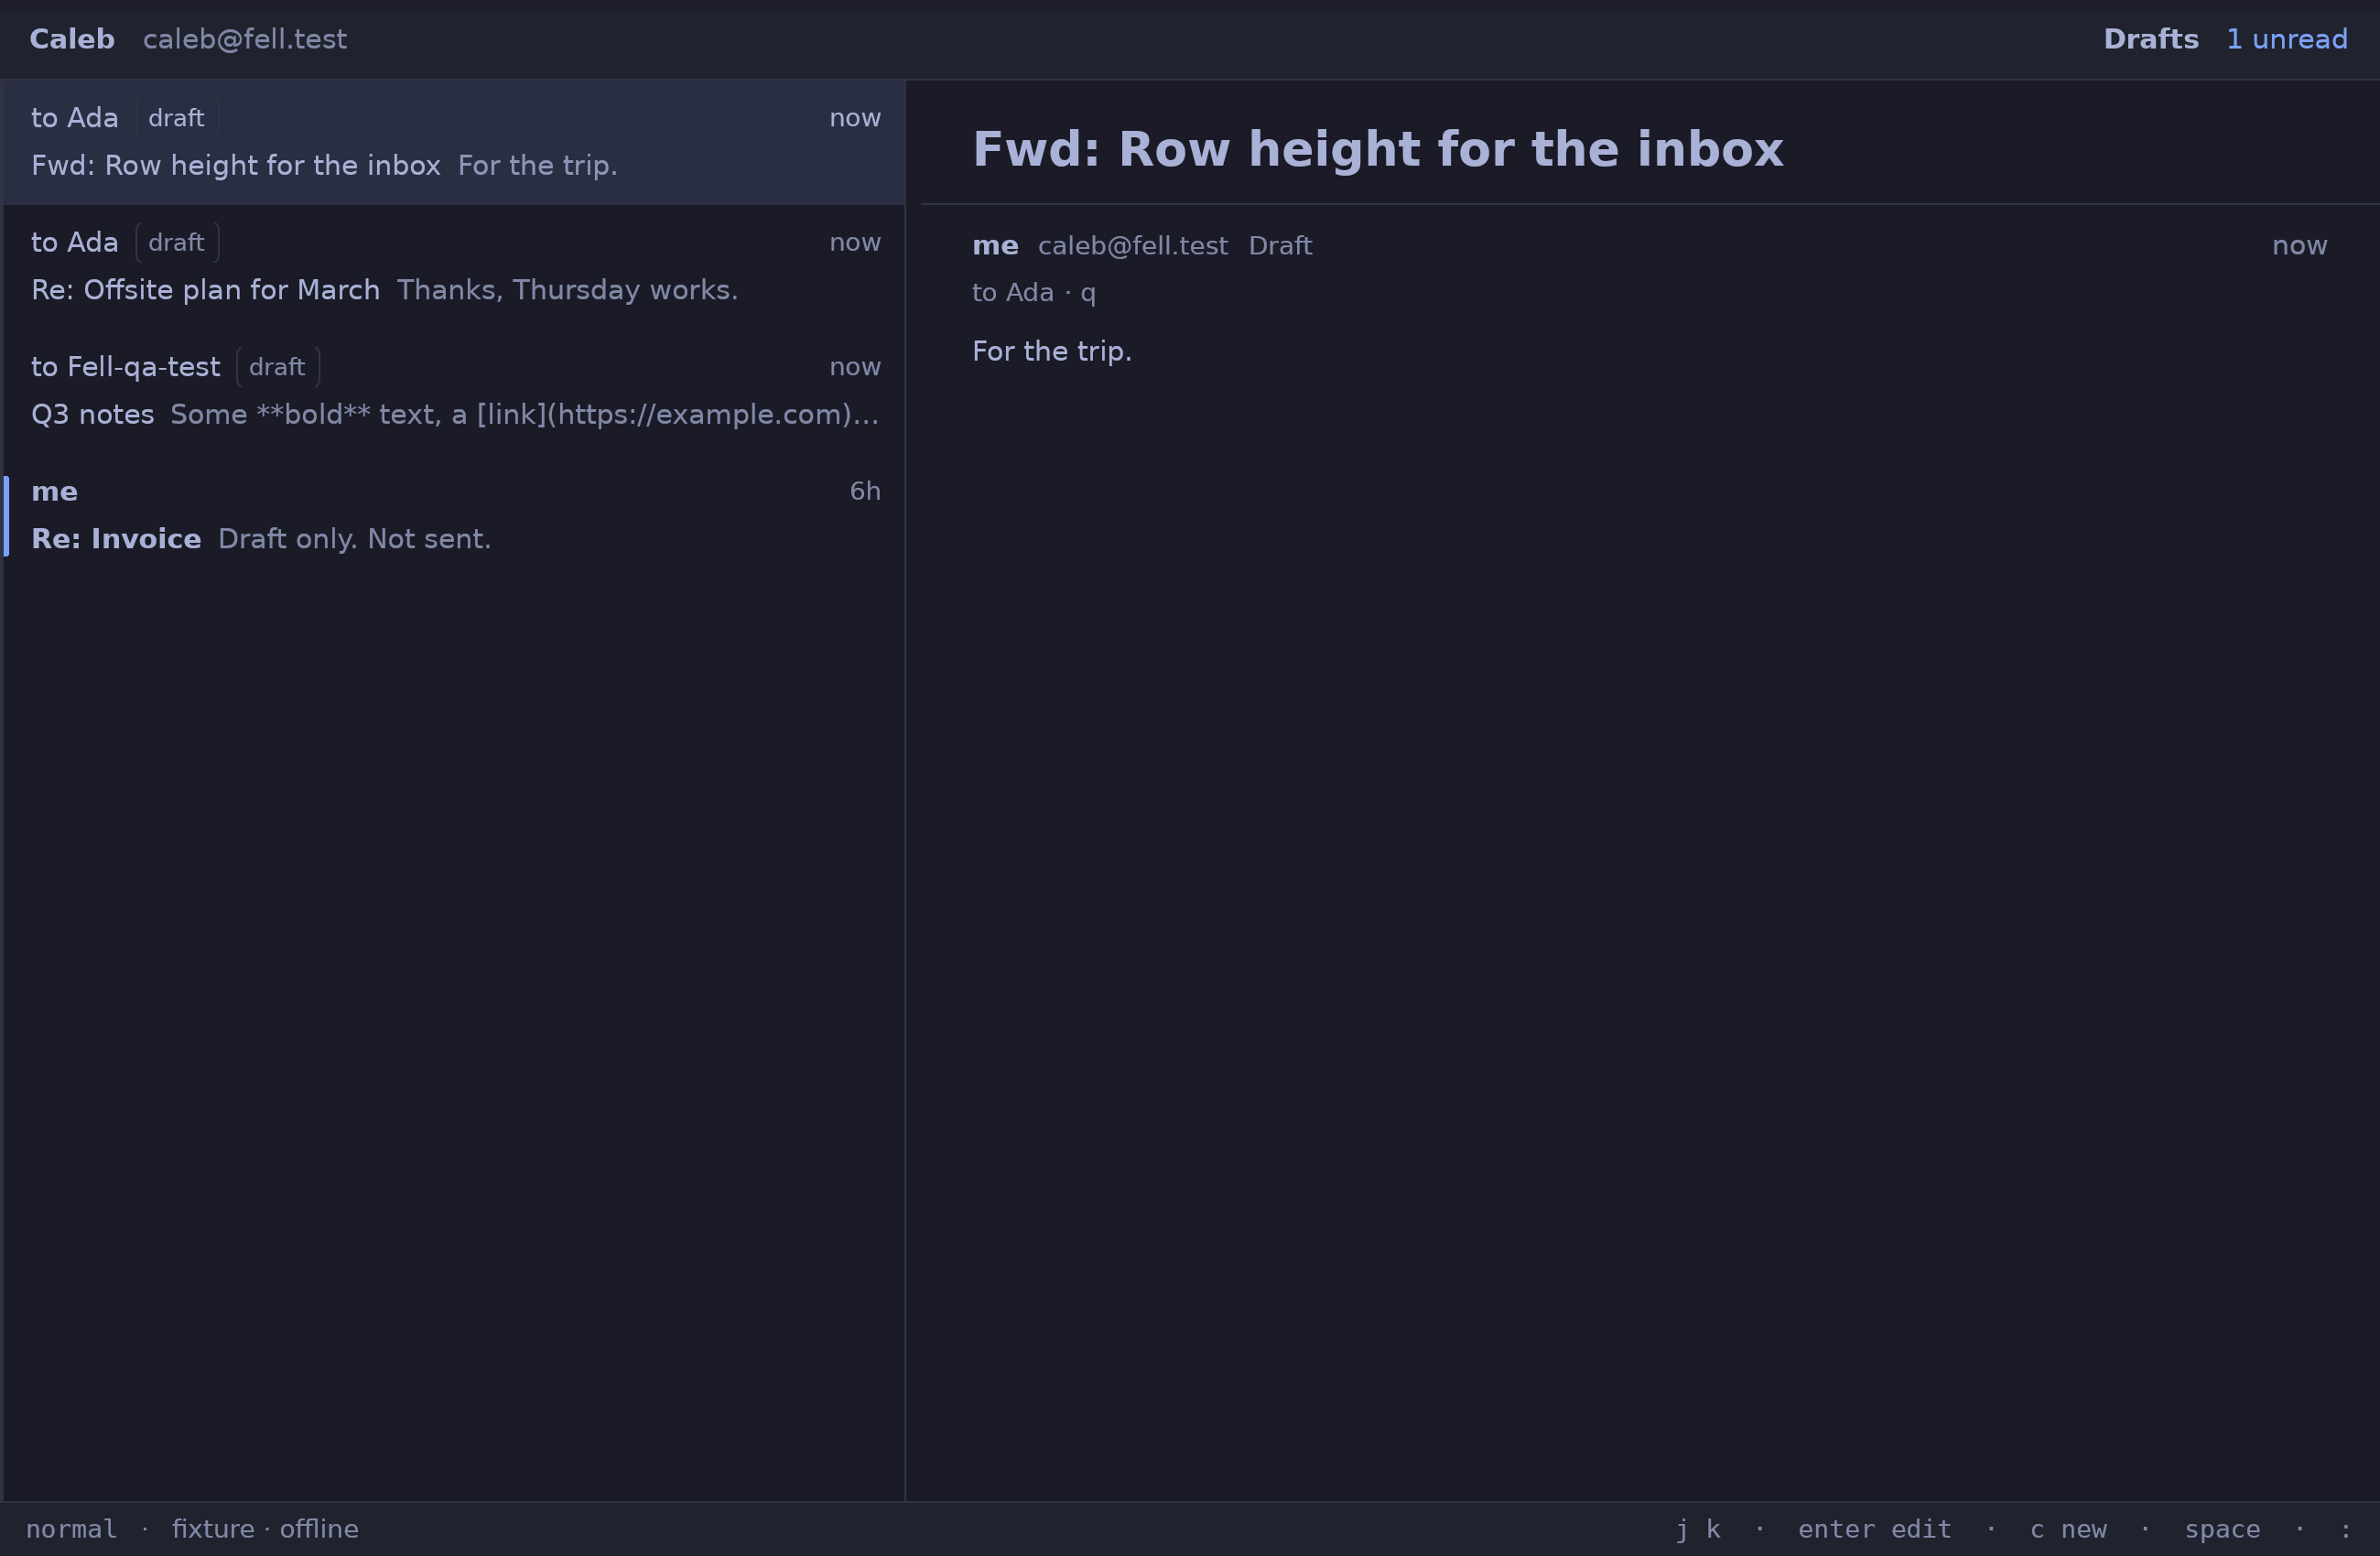 Caleb caleb@fell.test Drafts 1 unread
to Ada draft now
Fwd: Row height for the inbox For the trip.
to Ada draft now
Re: Offsite plan for March Thanks, Thursday works.
to Fell-qa-test draft now
Q3 notes Some **bold** text, a [link](https://example.com)…
me 6h
Re: Invoice Draft only. Not sent.
Fwd: Row height for the inbox
me caleb@fell.test Draft now
to Ada · q
For the trip.
normal · fixture · offline j k · enter edit · c new · space · :